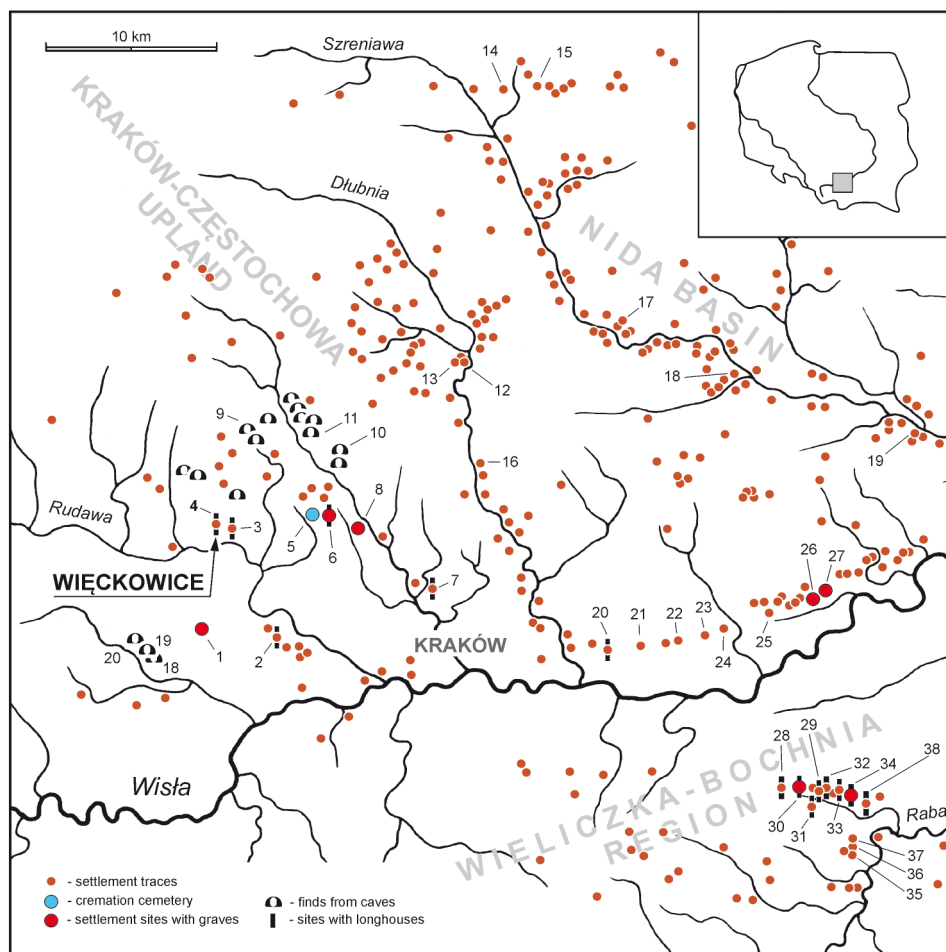 10 km
Szreniawa
14
15
KRAKÓW-CZĘSTOCHOWA
UPLAND
Dłubnia
NIDA BASIN
17
13
12
18
9
11
10
16
19
Rudawa
4
3
5
6
8
7
WIĘCKOWICE
26
27
25
20
19
18
1
2
KRAKÓW
20
21
22
23
24
Wisła
WIELICZKA-BOCHNIA
REGION
28
29
32
34
38
30
31
33
Raba
37
36
35
- settlement traces
- cremation cemetery
- settlement sites with graves
- finds from caves
- sites with longhouses